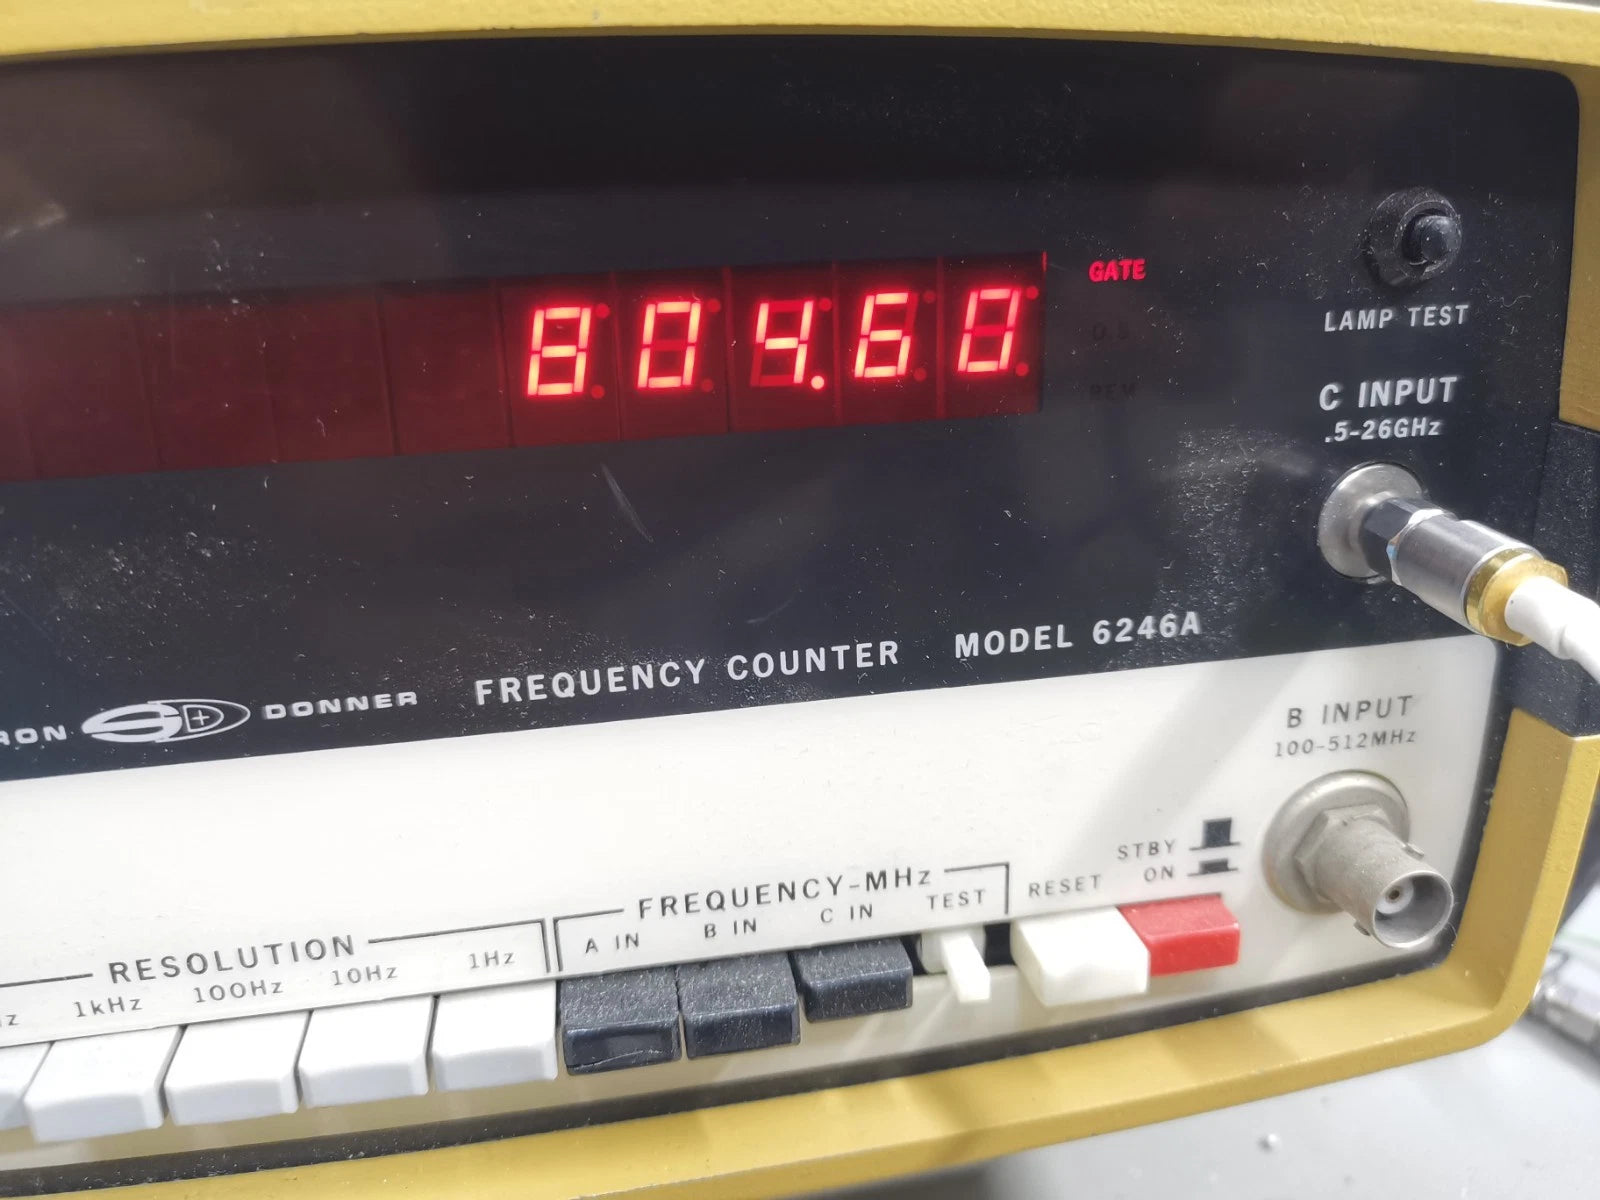 804.60
GATE
LAMP TEST
C INPUT
.5-26GHz
FREQUENCY COUNTER MODEL 6246A
RON DONNER
B INPUT
100-512MHz
STBY
ON
FREQUENCY-MHz
A IN B IN C IN TEST RESET
RESOLUTION
1kHz 100Hz 10Hz 1Hz